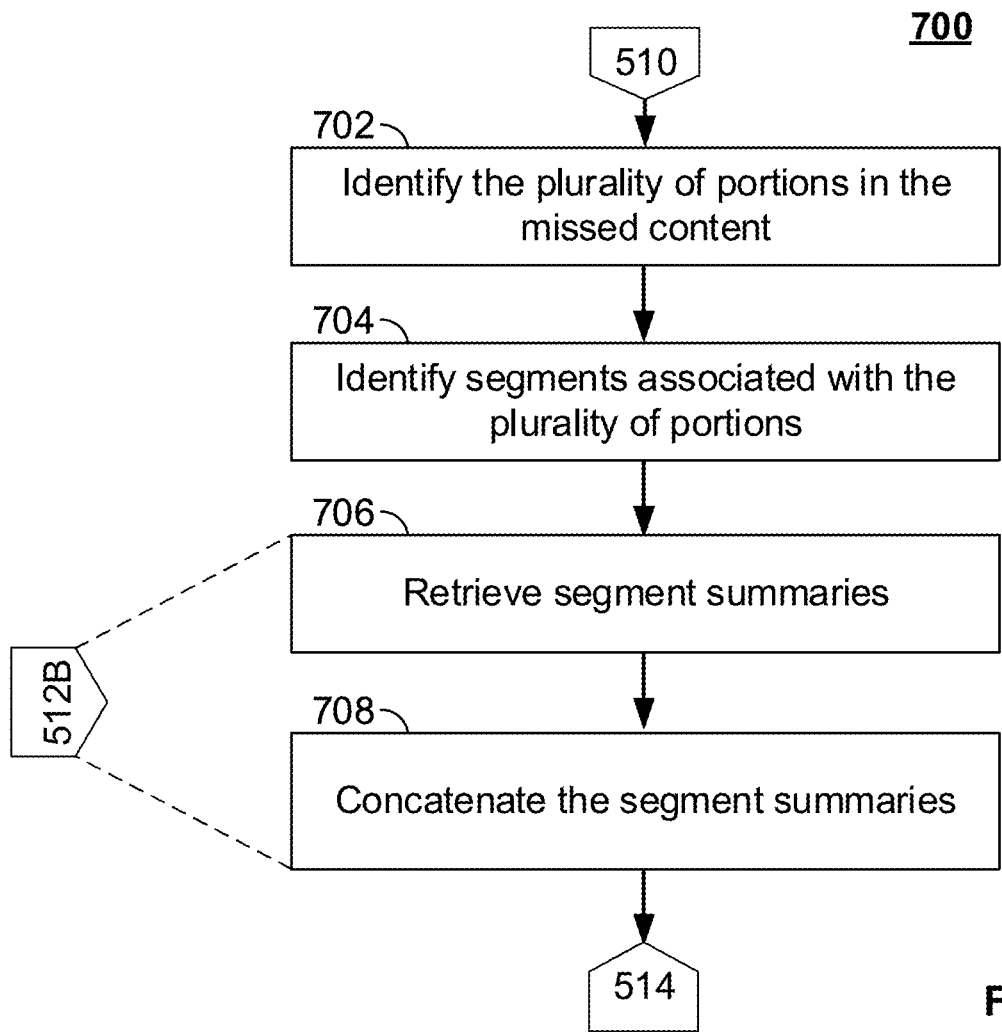 700
510
702
Identify the plurality of portions in the
missed content
704
Identify segments associated with the
plurality of portions
706
Retrieve segment summaries
512B
708
Concatenate the segment summaries
514
F